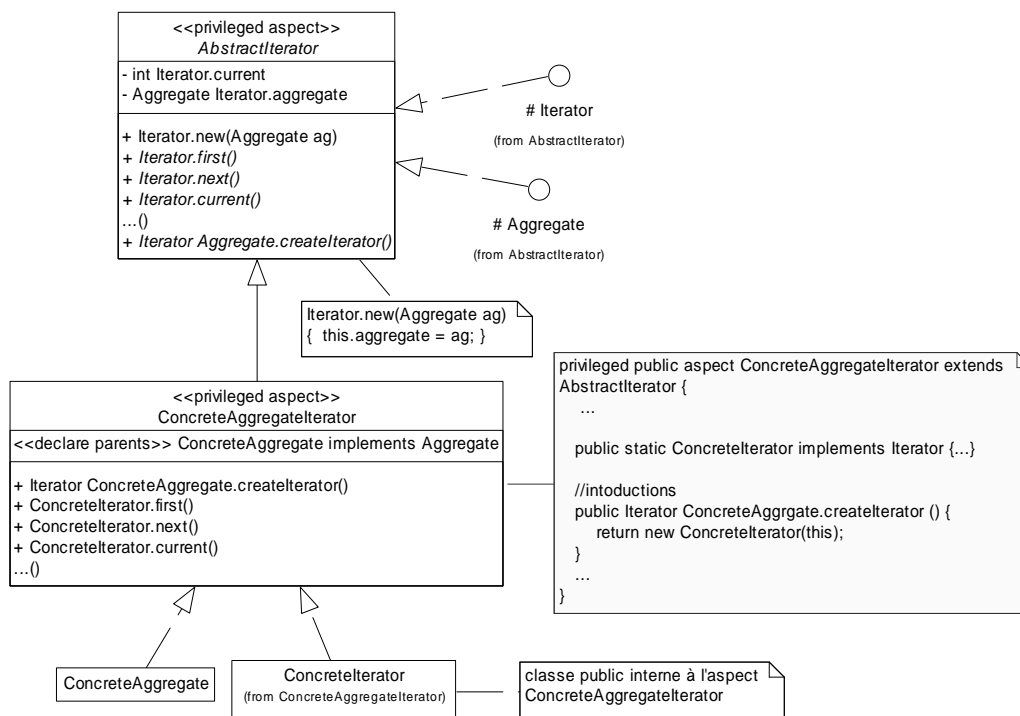 <<privileged aspect>>
AbstractIterator
- int Iterator.current
- Aggregate Iterator.aggregate
+ Iterator.new(Aggregate ag)
+ Iterator.first()
+ Iterator.next()
+ Iterator.current()
...()
+ Iterator Aggregate.createIterator()
# Iterator
(from AbstractIterator)
# Aggregate
(from AbstractIterator)
Iterator.new(Aggregate ag)
{ this.aggregate = ag; }
<<privileged aspect>>
ConcreteAggregateIterator
<<declare parents>> ConcreteAggregate implements Aggregate
+ Iterator ConcreteAggregate.createIterator()
+ ConcreteIterator.first()
+ ConcreteIterator.next()
+ ConcreteIterator.current()
...()
privileged public aspect ConcreteAggregateIterator extends
AbstractIterator {
...
public static ConcreteIterator implements Iterator {...}
//intoductions
public Iterator ConcreteAggrgate.createIterator () {
return new ConcreteIterator(this);
}
...
}
ConcreteAggregate
ConcreteIterator
(from ConcreteAggregateIterator)
classe public interne à l'aspect
ConcreteAggregateIterator